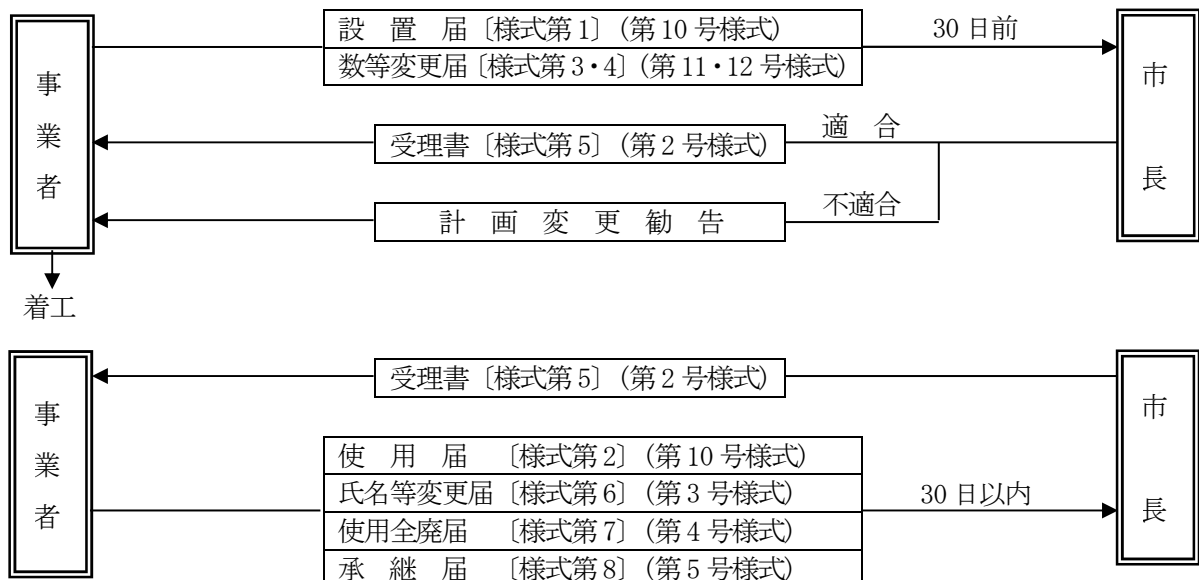 設　置　届〔様式第1〕(第10号様式)
30日前
数等変更届〔様式第3・4〕(第11・12号様式)
事業者
市長
受理書〔様式第5〕(第2号様式)
適　合
計　画　変　更　勧　告
不適合
着工
事業者
市長
受理書〔様式第5〕(第2号様式)
使　用　届　〔様式第2〕(第10号様式)
氏名等変更届〔様式第6〕(第3号様式)
30日以内
使用全廃届　〔様式第7〕(第4号様式)
承　継　届　〔様式第8〕(第5号様式)